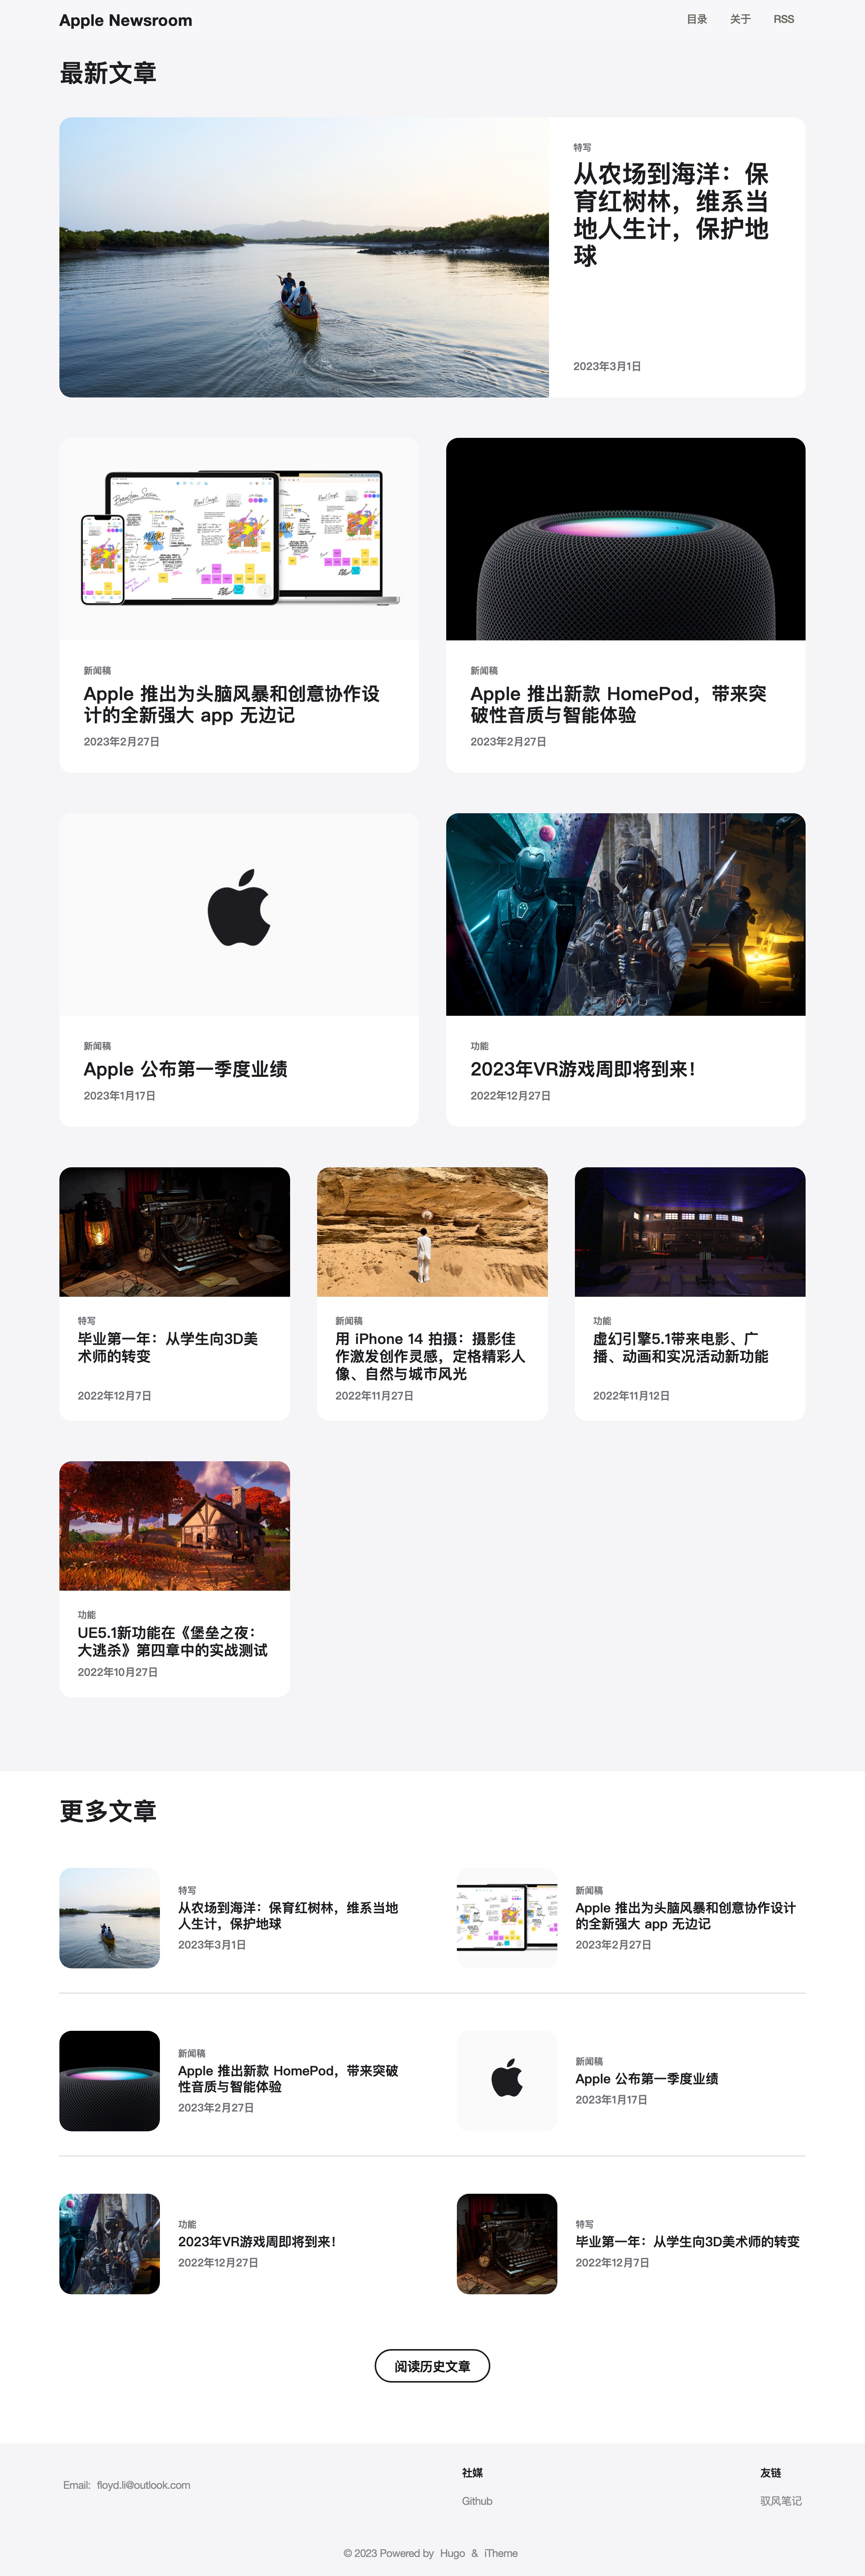 Apple Newsroom
目录 关于 RSS
最新文章
特写
从农场到海洋：保
育红树林，维系当
地人生计，保护地
球
2023年3月1日
新闻稿
Apple 推出为头脑风暴和创意协作设
计的全新强大 app 无边记
2023年2月27日
新闻稿
Apple 推出新款 HomePod，带来突
破性音质与智能体验
2023年2月27日
新闻稿
Apple 公布第一季度业绩
2023年1月17日
功能
2023年VR游戏周即将到来！
2022年12月27日
特写
毕业第一年：从学生向3D美
术师的转变
2022年12月7日
新闻稿
用 iPhone 14 拍摄：摄影佳
作激发创作灵感，定格精彩人
像、自然与城市风光
2022年11月27日
功能
虚幻引擎5.1带来电影、广
播、动画和实况活动新功能
2022年11月12日
功能
UE5.1新功能在《堡垒之夜：
大逃杀》第四章中的实战测试
2022年10月27日
更多文章
特写
从农场到海洋：保育红树林，维系当地
人生计，保护地球
2023年3月1日
新闻稿
Apple 推出为头脑风暴和创意协作设计
的全新强大 app 无边记
2023年2月27日
新闻稿
Apple 推出新款 HomePod，带来突破
性音质与智能体验
2023年2月27日
新闻稿
Apple 公布第一季度业绩
2023年1月17日
功能
2023年VR游戏周即将到来！
2022年12月27日
特写
毕业第一年：从学生向3D美术师的转变
2022年12月7日
阅读历史文章
Email: floyd.li@outlook.com
社媒
Github
友链
驭风笔记
© 2023 Powered by Hugo & iTheme